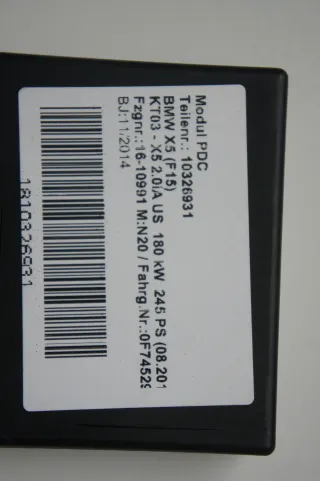 Modul PDC
Teilenr.: 10326931
BMW X5 (F15)
KT03 - X5 2.0iA US 180 kW 245 PS (08.201
Fzgnr.:16-10991 M:N20 / Fahrg.Nr.:0F74529
BJ:11/2014
1810326931